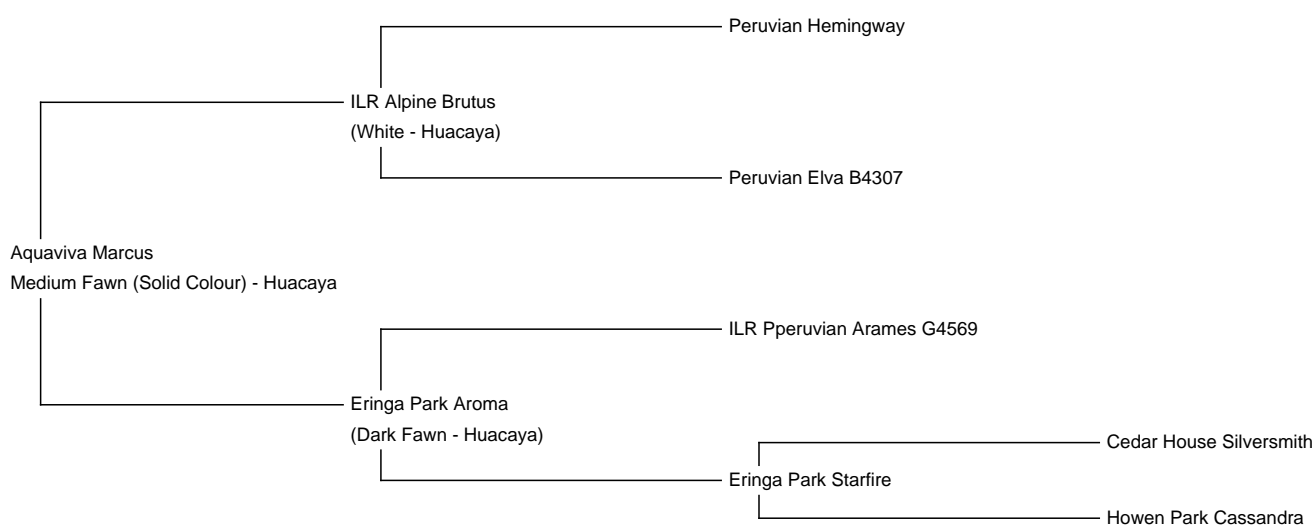 Peruvian Hemingway
ILR Alpine Brutus
(White - Huacaya)
Peruvian Elva B4307
Aquaviva Marcus
Medium Fawn (Solid Colour) - Huacaya
ILR Pperuvian Arames G4569
Eringa Park Aroma
(Dark Fawn - Huacaya)
Cedar House Silversmith
Eringa Park Starfire
Howen Park Cassandra